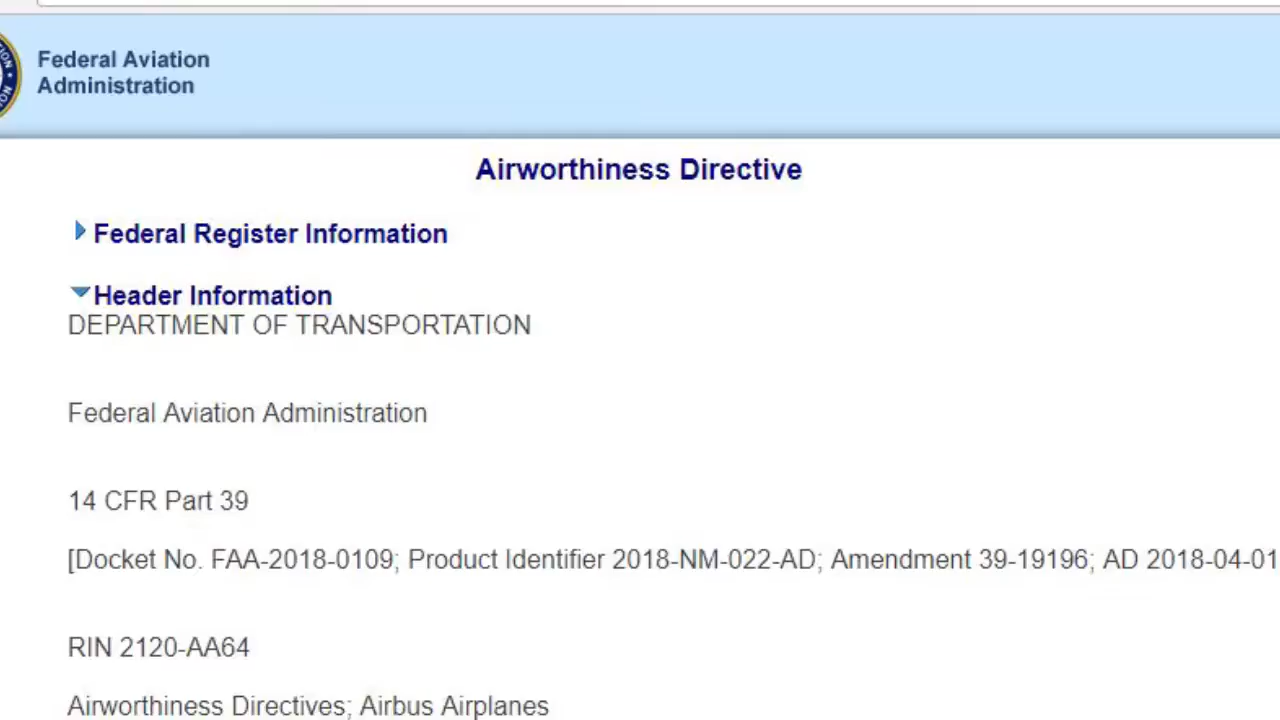 Federal Aviation
Administration
Airworthiness Directive
Federal Register Information
Header Information
DEPARTMENT OF TRANSPORTATION
Federal Aviation Administration
14 CFR Part 39
[Docket No. FAA-2018-0109; Product Identifier 2018-NM-022-AD; Amendment 39-19196; AD 2018-04-01
RIN 2120-AA64
Airworthiness Directives; Airbus Airplanes